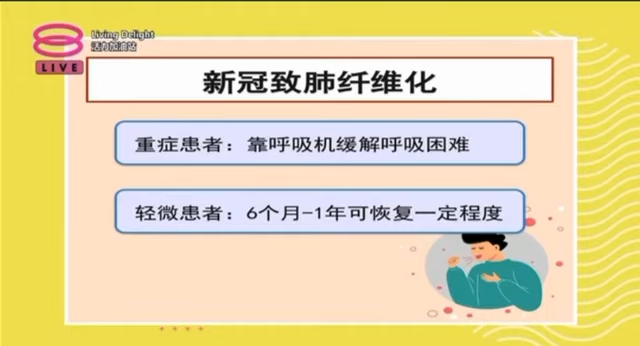 Living Delight
活力加油站
LIVE
新冠致肺纤维化
重症患者：靠呼吸机缓解呼吸困难
轻微患者：6个月-1年可恢复一定程度